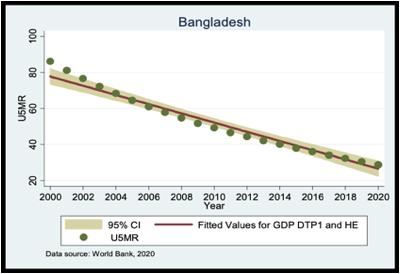 Bangladesh
100
80
60
40
20
U5MR
2000 2002 2004 2006 2008 2010 2012 2014 2016 2018 2020
Year
95% CI Fitted Values for GDP DTP1 and HE
U5MR
Data source: World Bank, 2020